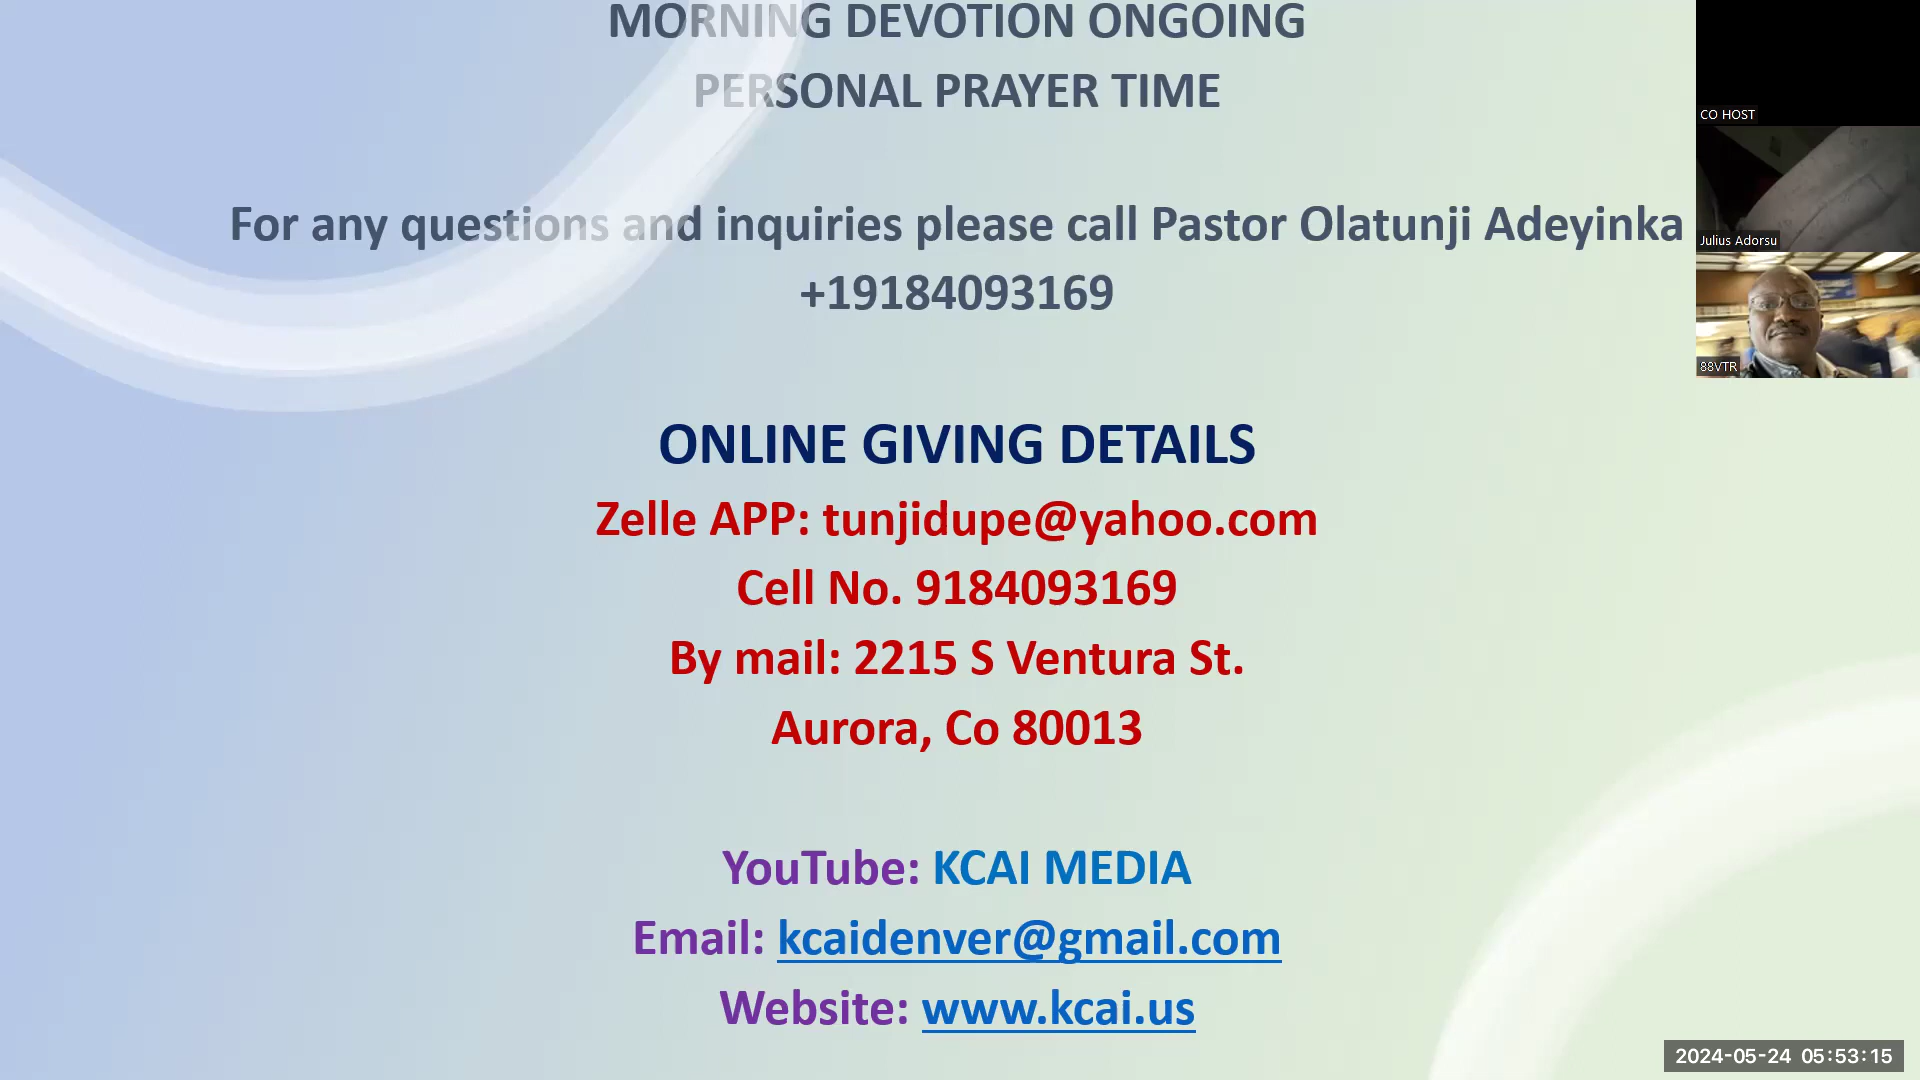 MORNING DEVOTION ONGOING
PERSONAL PRAYER TIME
For any questions and inquiries please call Pastor Olatunji Adeyinka
+19184093169
ONLINE GIVING DETAILS
Zelle APP: tunjidupe@yahoo.com
Cell No. 9184093169
By mail: 2215 S Ventura St.
Aurora, Co 80013
YouTube: KCAI MEDIA
Email: kcaidenver@gmail.com
Website: www.kcai.us
CO HOST
Julius Adorsu
88VTR
2024-05-24 05:53:15